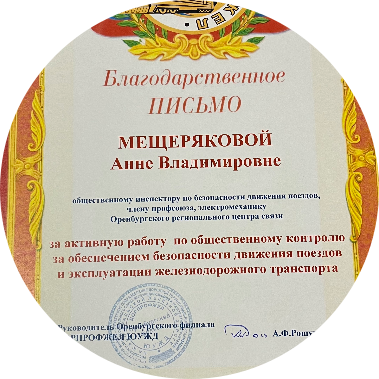 Благодарственное
ПИСЬМО
МЕЩЕРЯКОВОЙ
Анне Владимировне
общественному инспектору по безопасности движения поездов,
члену профсоюза, электромеханику
Оренбургского регионального центра связи
за активную работу по общественному контролю
за обеспечением безопасности движения поездов
и эксплуатации железнодорожного транспорта
Руководитель Оренбургского филиала
А.Ф.